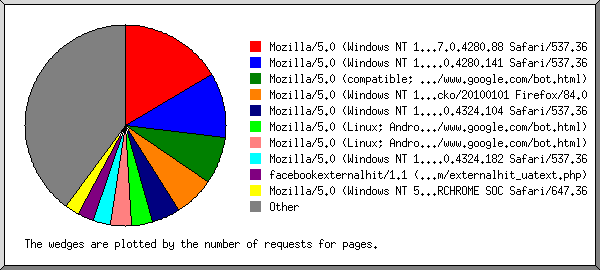 Mozilla/5.0 (Windows NT 1...7.0.4280.88 Safari/537.36
Mozilla/5.0 (Windows NT 1....0.4280.141 Safari/537.36
Mozilla/5.0 (compatible; .../www.google.com/bot.html)
Mozilla/5.0 (Windows NT 1...cko/20100101 Firefox/84.0
Mozilla/5.0 (Windows NT 1....0.4324.104 Safari/537.36
Mozilla/5.0 (Linux; Andro.../www.google.com/bot.html)
Mozilla/5.0 (Linux; Andro.../www.google.com/bot.html)
Mozilla/5.0 (Windows NT 1....0.4324.182 Safari/537.36
facebookexternalhit/1.1 (...m/externalhit_uatext.php)
Mozilla/5.0 (Windows NT 5...RCHROME SOC Safari/647.36
Other
The wedges are plotted by the number of requests for pages.